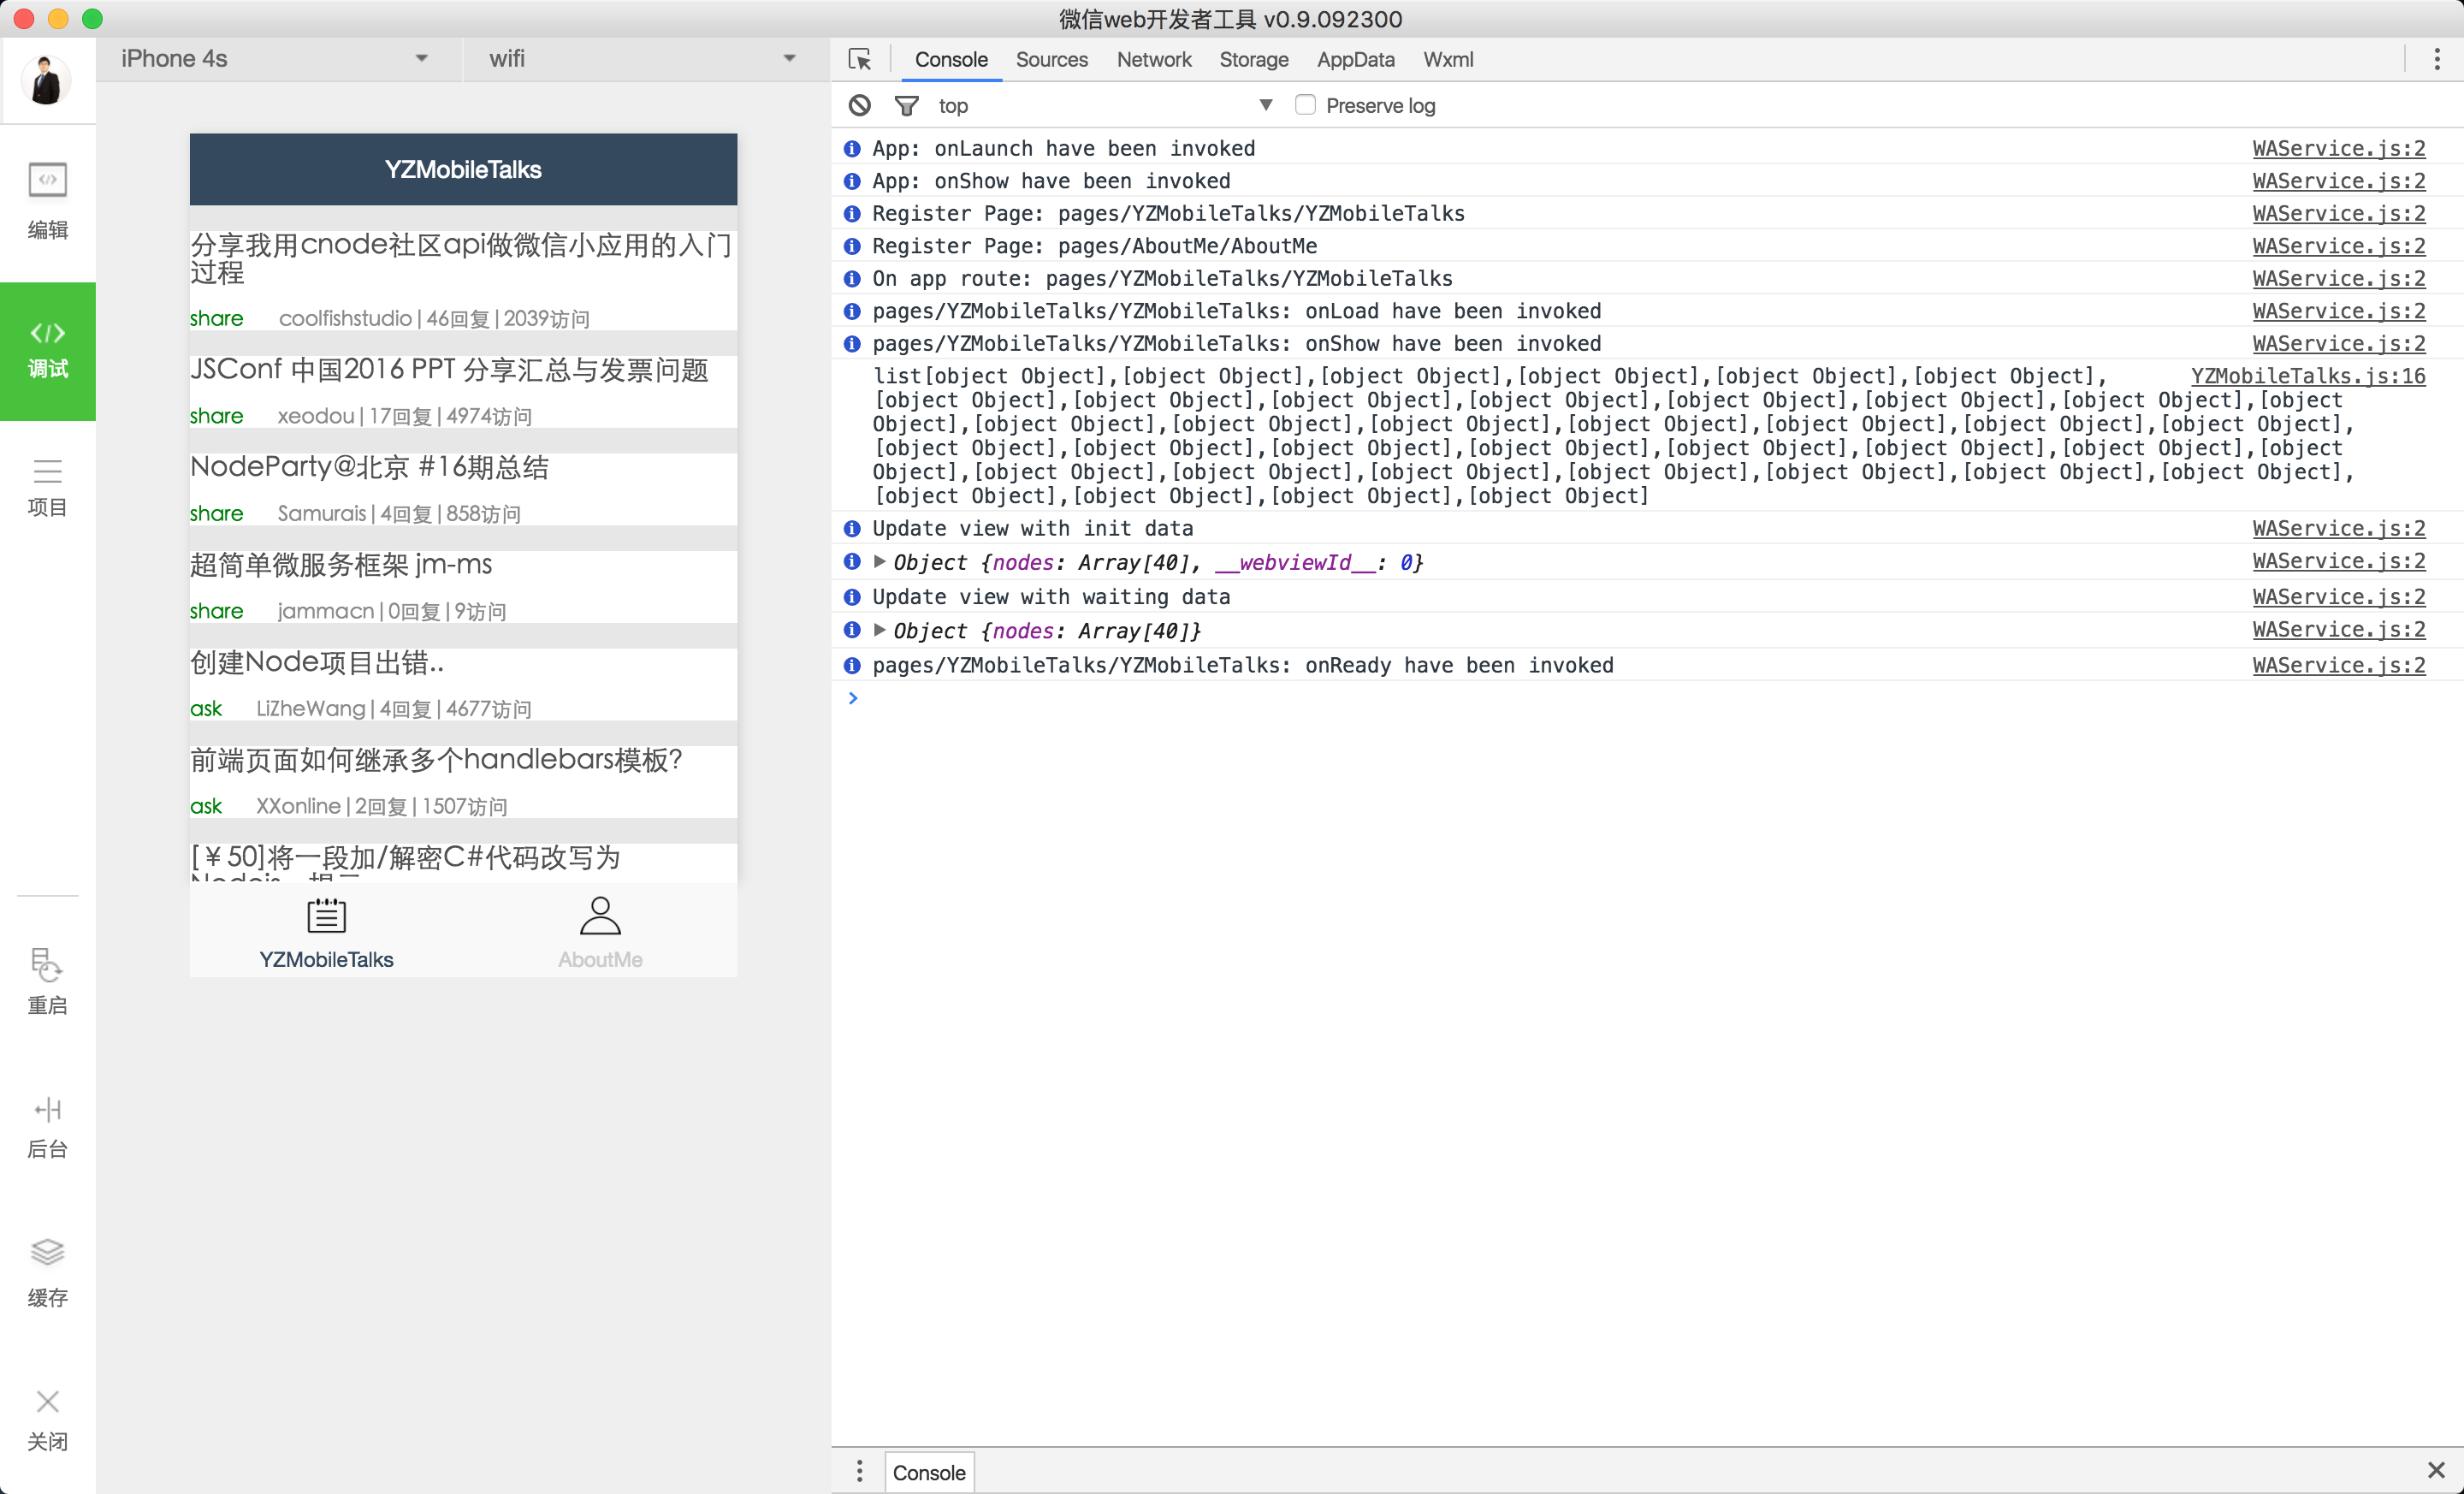 微信web开发者工具 v0.9.092300
iPhone 4s
wifi
编辑
调试
项目
重启
后台
缓存
关闭
YZMobileTalks
分享我用cnode社区api做微信小应用的入门
过程
share coolfishstudio | 46回复 | 2039访问
JSConf 中国2016 PPT 分享汇总与发票问题
share xeodou | 17回复 | 4974访问
NodeParty@北京 #16期总结
share Samurais | 4回复 | 858访问
超简单微服务框架 jm-ms
share jammacn | 0回复 | 9访问
创建Node项目出错..
ask LiZheWang | 4回复 | 4677访问
前端页面如何继承多个handlebars模板?
ask XXonline | 2回复 | 1507访问
[￥50]将一段加/解密C#代码改写为
YZMobileTalks
AboutMe
Console Sources Network Storage AppData Wxml
top Preserve log
App: onLaunch have been invoked WAService.js:2
App: onShow have been invoked WAService.js:2
Register Page: pages/YZMobileTalks/YZMobileTalks WAService.js:2
Register Page: pages/AboutMe/AboutMe WAService.js:2
On app route: pages/YZMobileTalks/YZMobileTalks WAService.js:2
pages/YZMobileTalks/YZMobileTalks: onLoad have been invoked WAService.js:2
pages/YZMobileTalks/YZMobileTalks: onShow have been invoked WAService.js:2
list[object Object],[object Object],[object Object],[object Object],[object Object],[object Object], YZMobileTalks.js:16
[object Object],[object Object],[object Object],[object Object],[object Object],[object Object],[object Object],[object
Object],[object Object],[object Object],[object Object],[object Object],[object Object],[object Object],[object Object],
[object Object],[object Object],[object Object],[object Object],[object Object],[object Object],[object Object],[object
Object],[object Object],[object Object],[object Object],[object Object],[object Object],[object Object],[object Object],
[object Object],[object Object],[object Object],[object Object]
Update view with init data WAService.js:2
Object {nodes: Array[40], __webviewId__: 0} WAService.js:2
Update view with waiting data WAService.js:2
Object {nodes: Array[40]} WAService.js:2
pages/YZMobileTalks/YZMobileTalks: onReady have been invoked WAService.js:2
Console